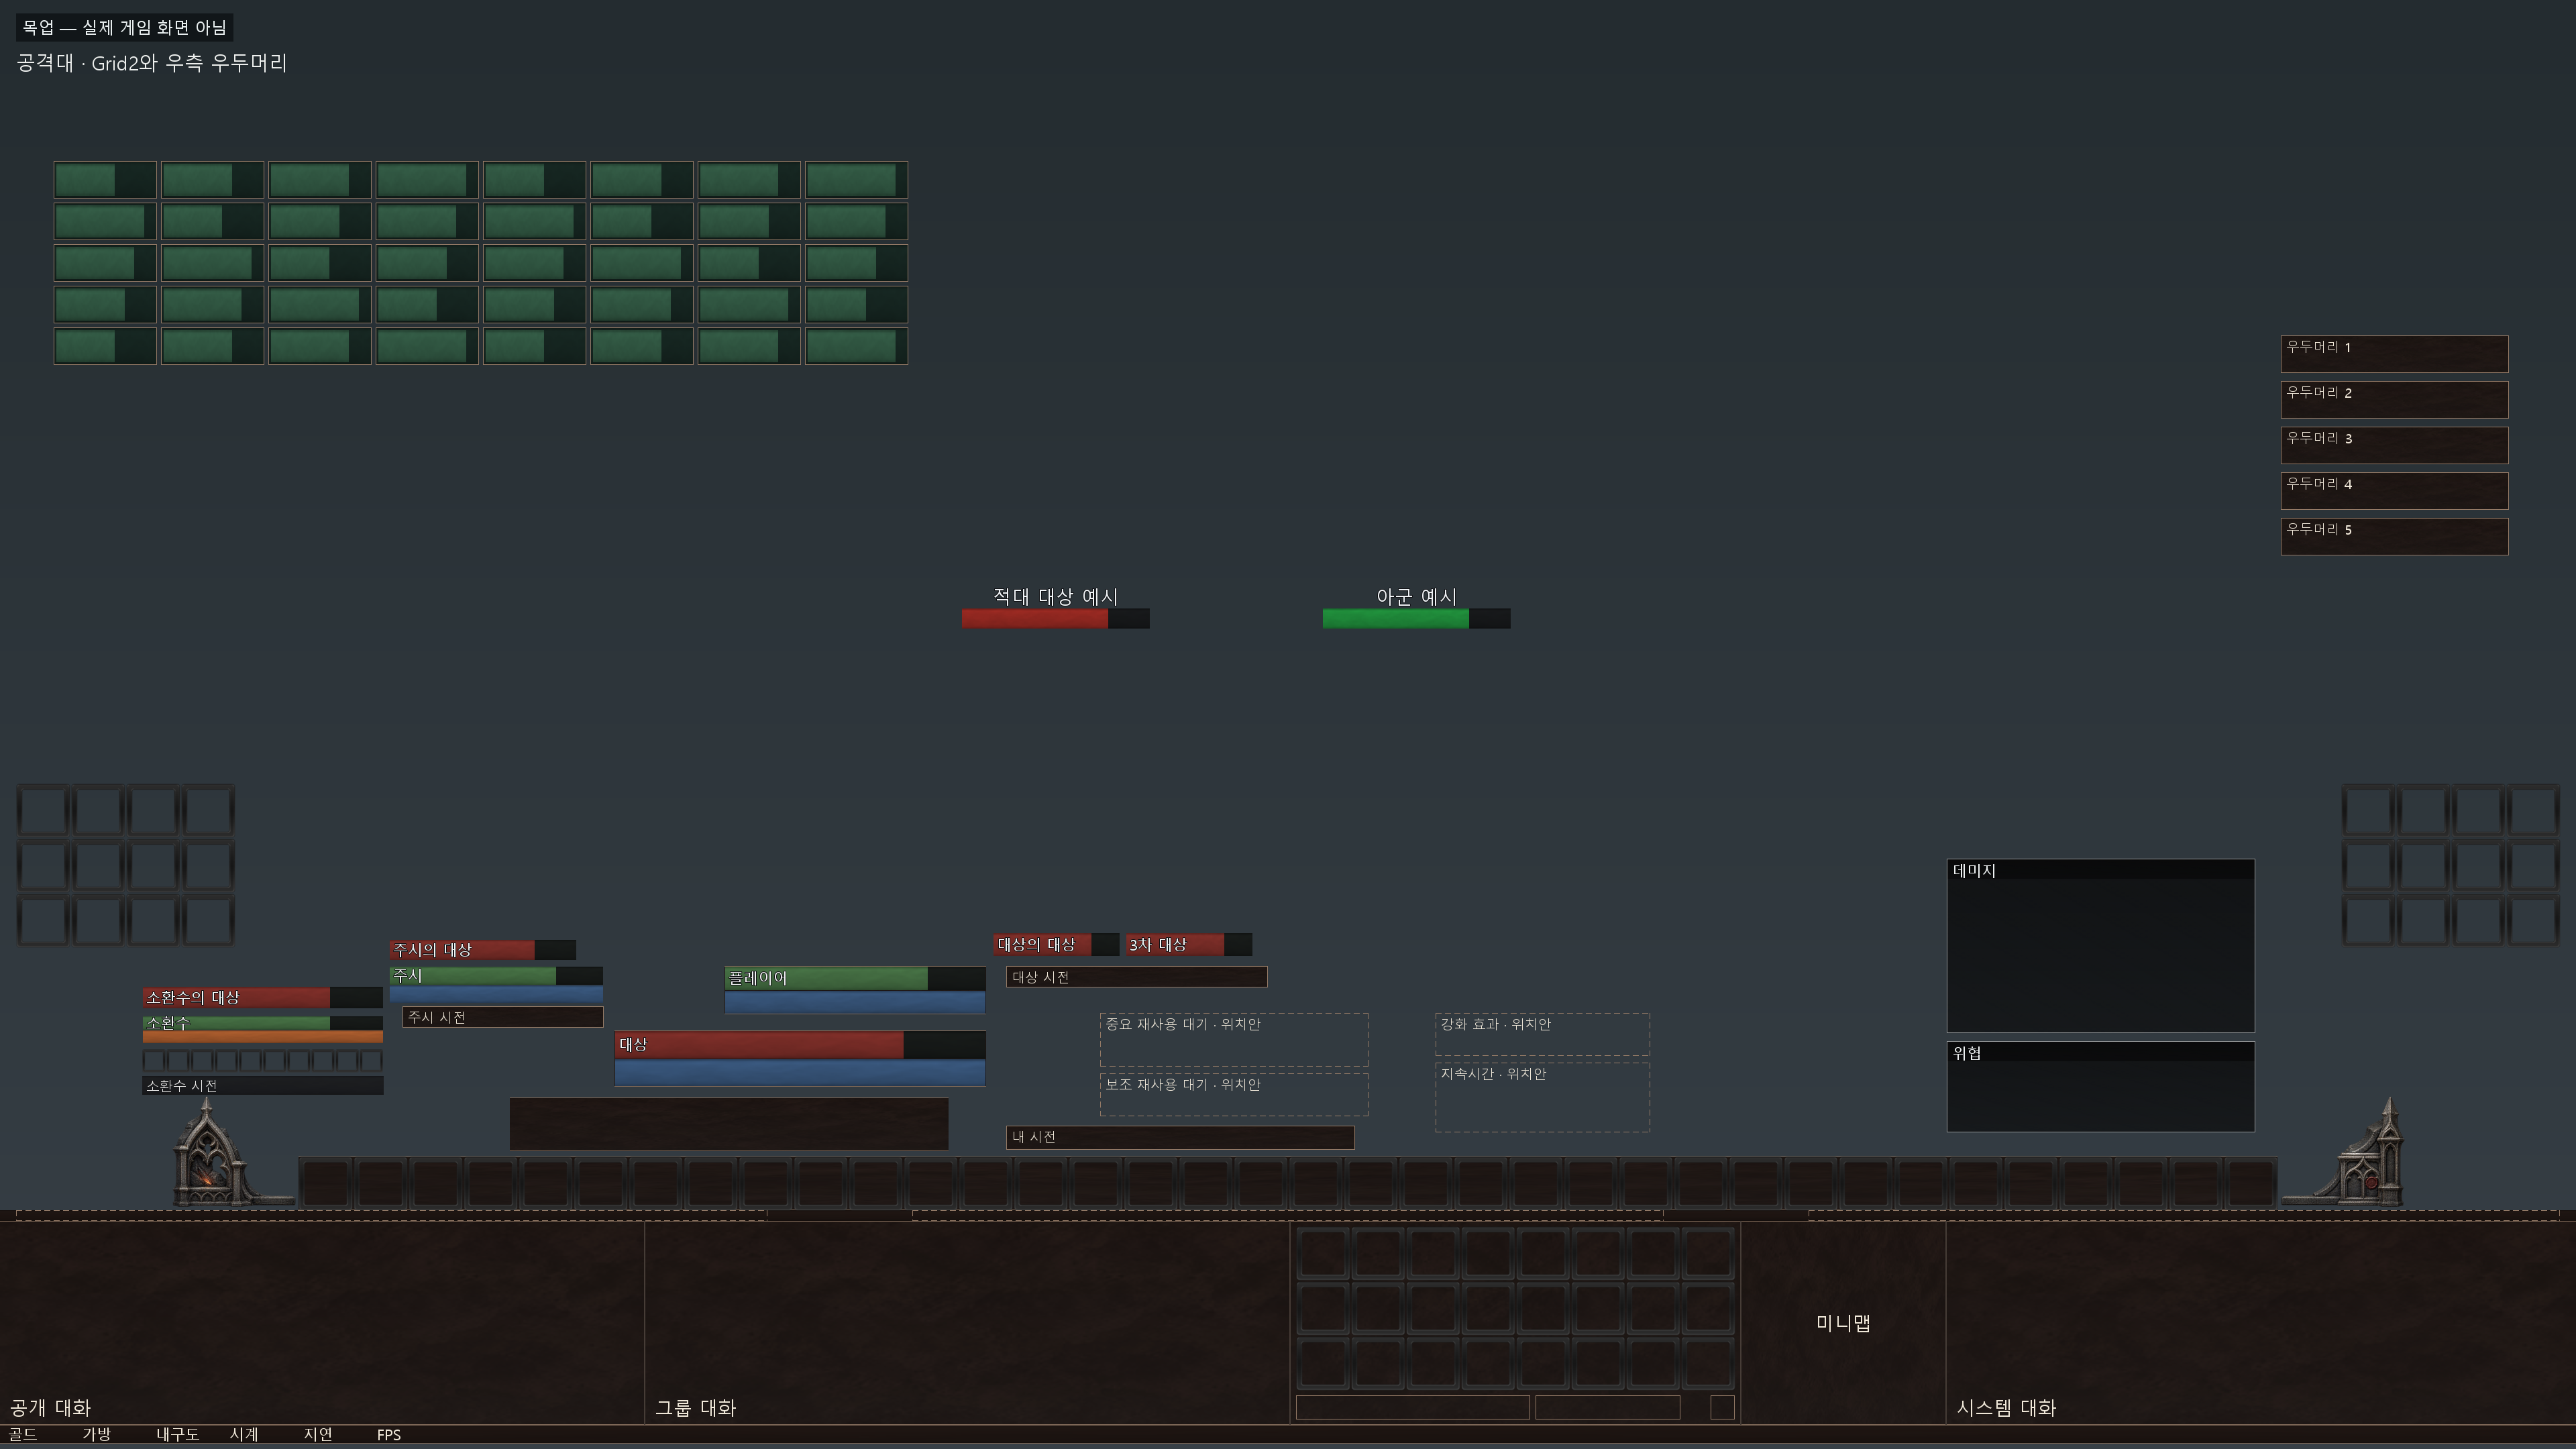 목업 — 실제 게임 화면 아님
공격대 · Grid2와 우측 우두머리
우두머리 1
우두머리 2
우두머리 3
우두머리 4
우두머리 5
적대 대상 예시
아군 예시
데미지
위협
주시의 대상
주시
주시 시전
소환수의 대상
소환수
소환수 시전
플레이어
대상
대상의 대상
3차 대상
대상 시전
중요 재사용 대기 · 위치안
보조 재사용 대기 · 위치안
강화 효과 · 위치안
지속시간 · 위치안
내 시전
미니맵
공개 대화
그룹 대화
시스템 대화
골드
가방
내구도
시계
지연
FPS